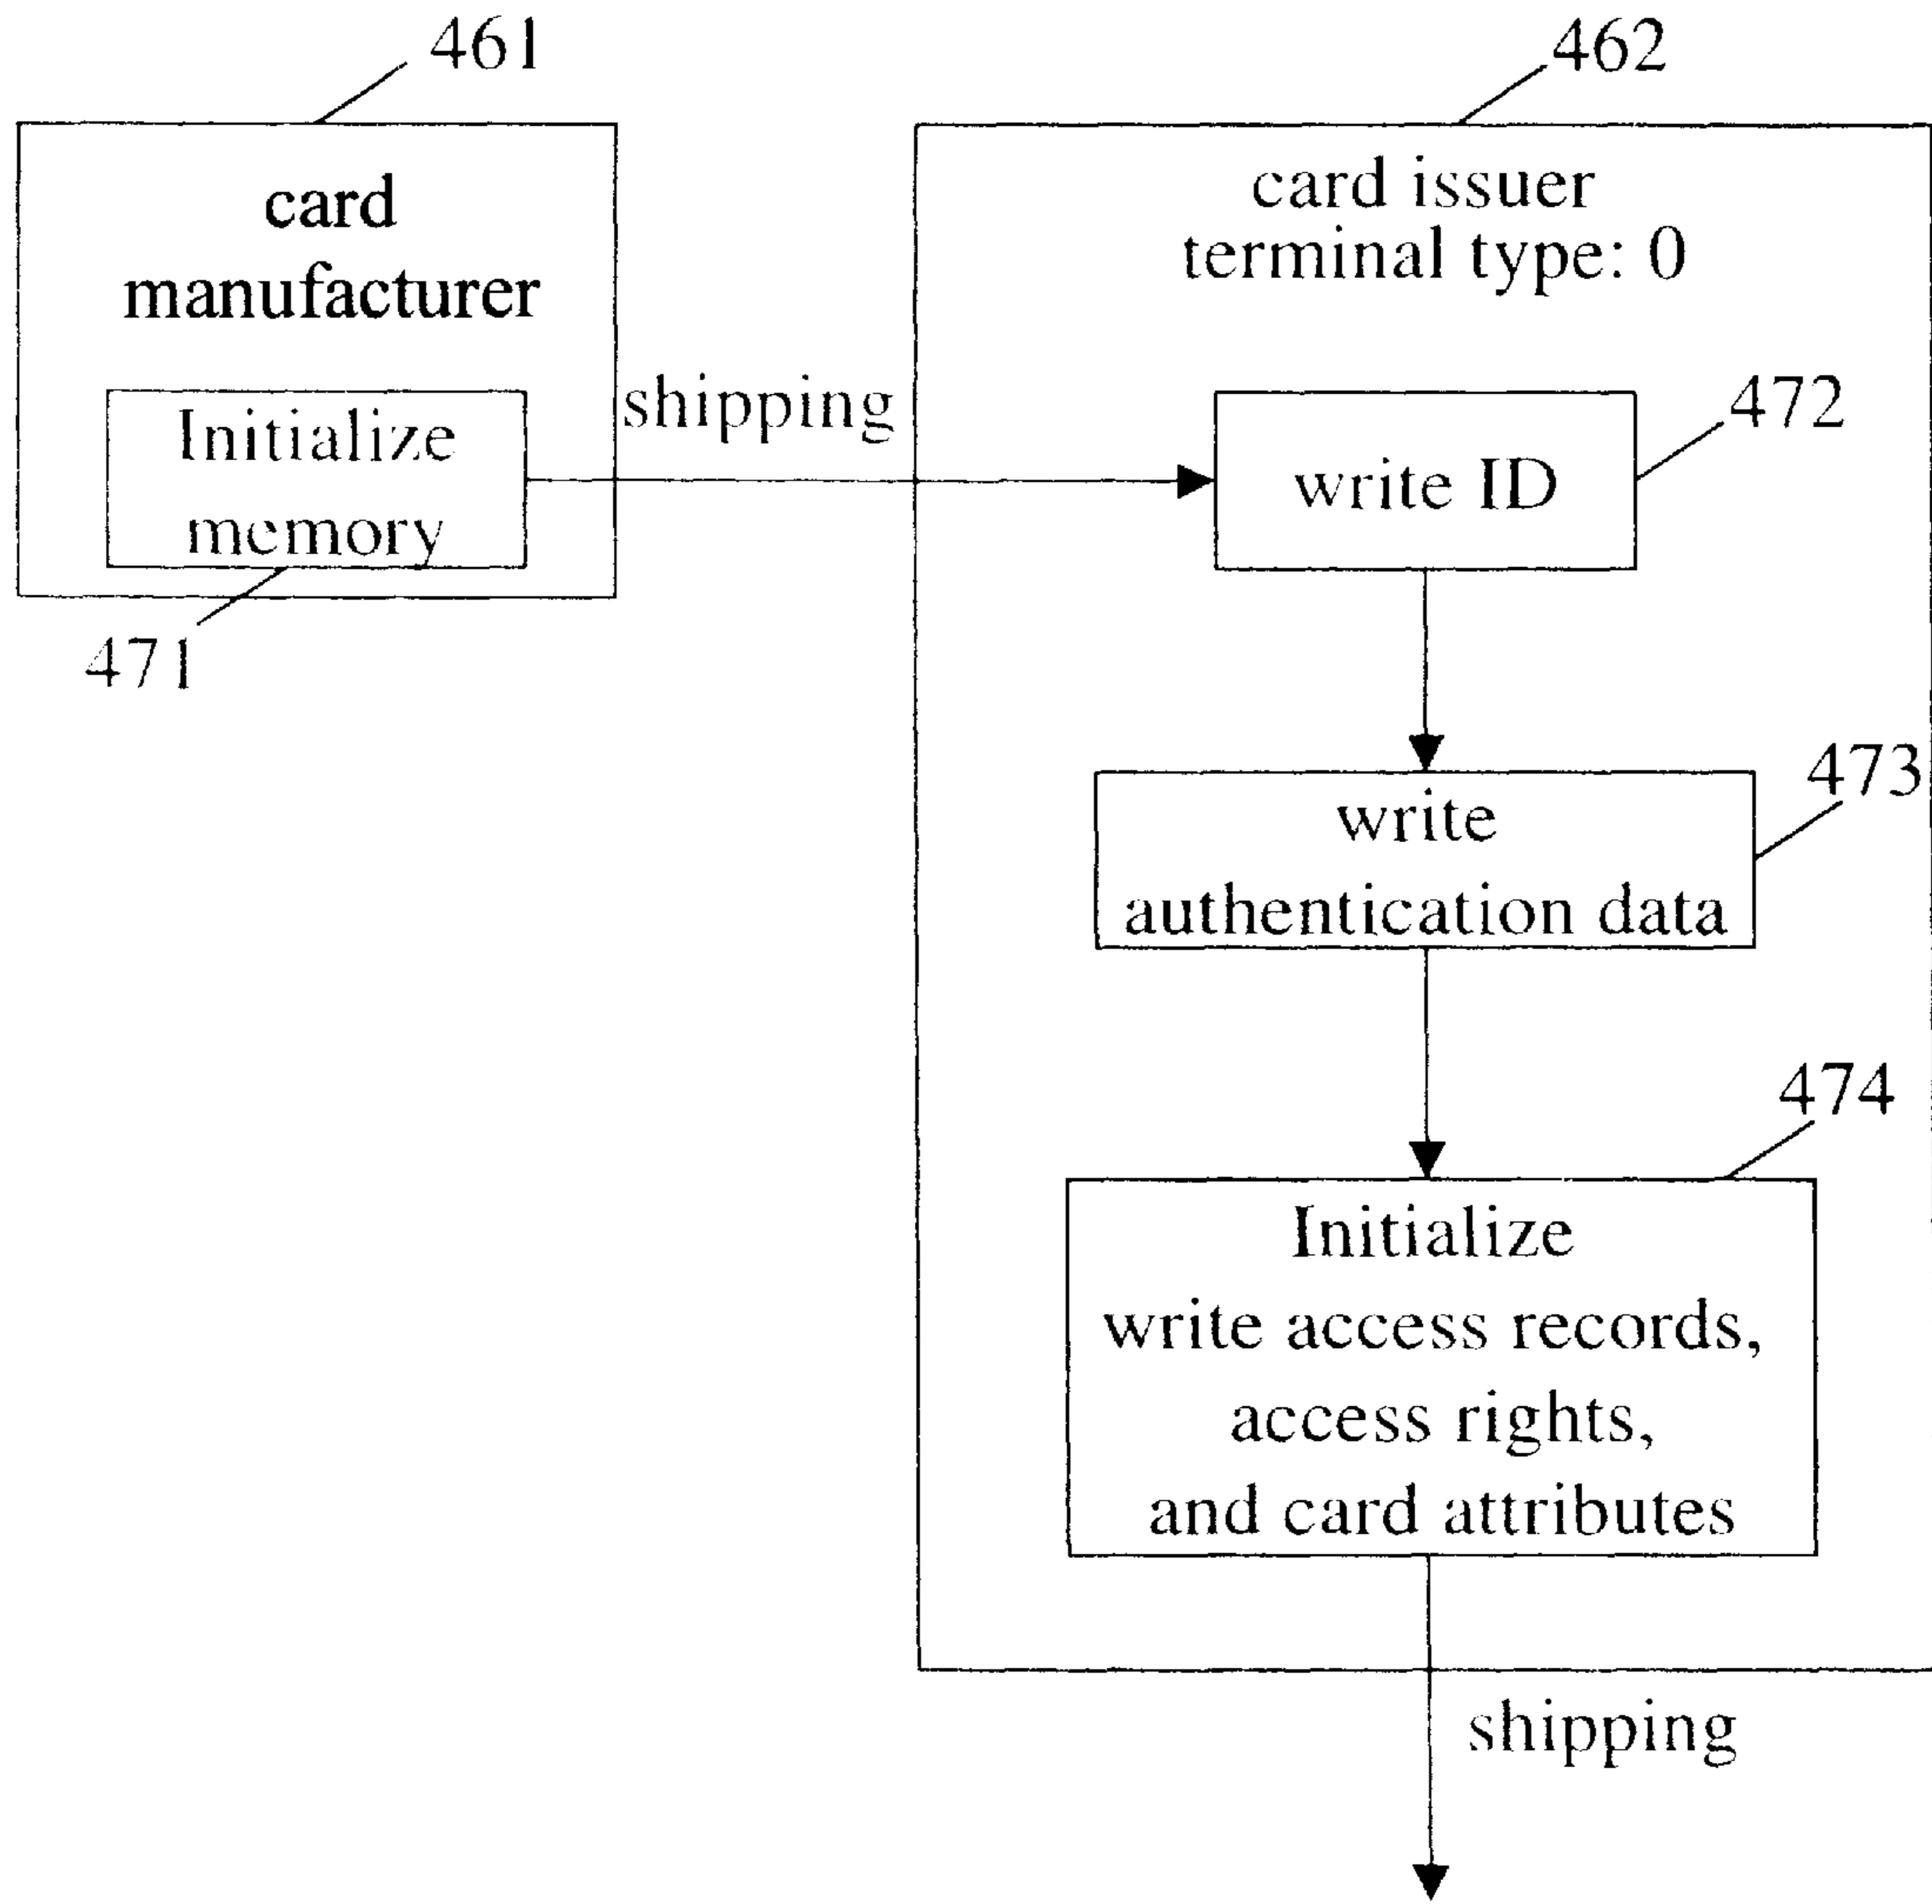 461
card
manufacturer
Initialize
memory
471
shipping
462
card issuer
terminal type: 0
write ID
472
write
authentication data
473
474
Initialize
write access records,
access rights,
and card attributes
shipping